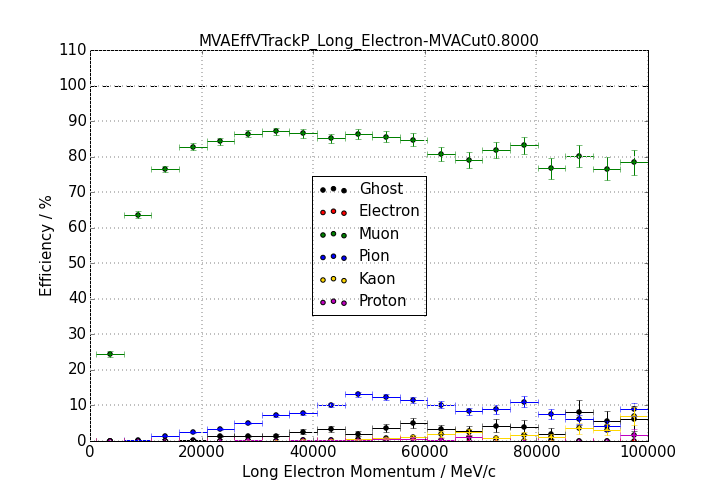 MVAEffVTrackP_Long_Electron-MVACut0.8000
110
100
90
80
70
60
50
40
30
20
10
0
Efficiency / %
Ghost
Electron
Muon
Pion
Kaon
Proton
0 20000 40000 60000 80000 100000
Long Electron Momentum / MeV/c